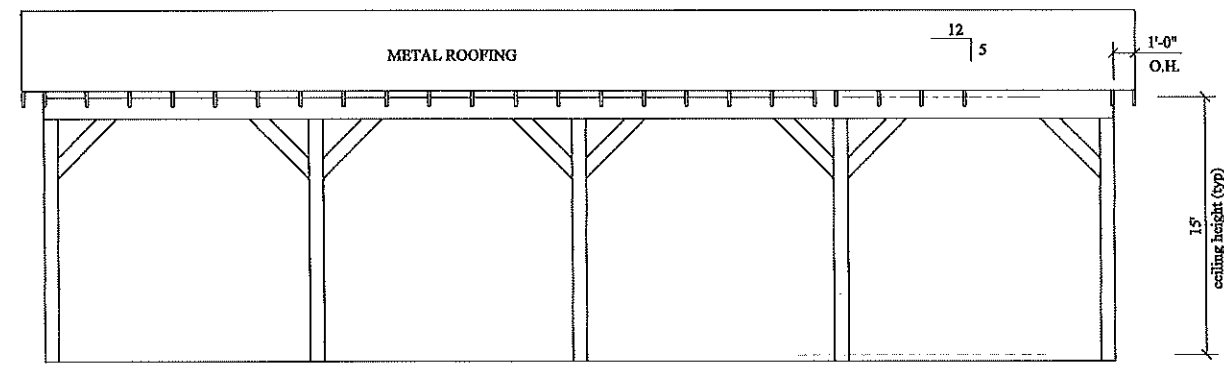 METAL ROOFING
12
5
1'-0"
O.H.
15'
ceiling height (typ)